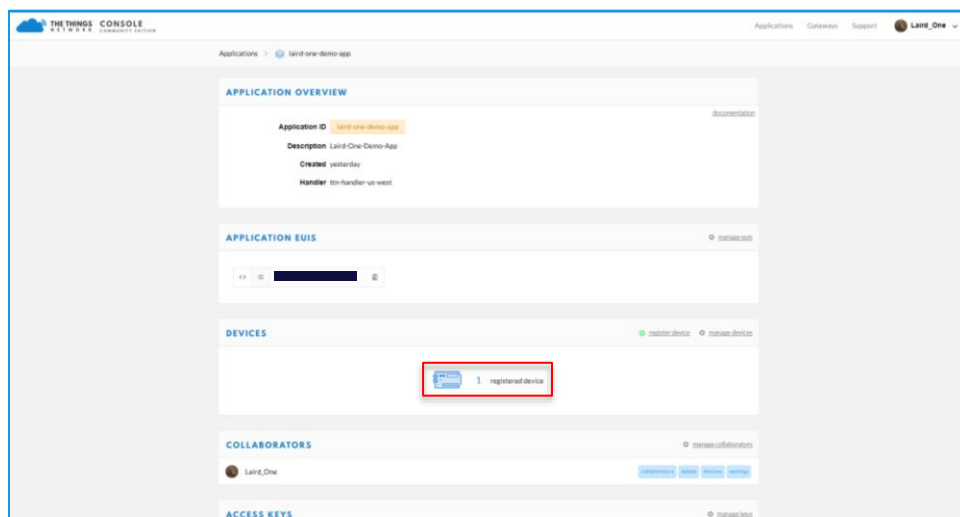 THE THINGS NETWORK CONSOLE COMMUNITY EDITION
Applications Gateways Support Laird_One
Applications > laird-one-demo-app
APPLICATION OVERVIEW
documentation
Application ID laird-one-demo-app
Description Laird-One-Demo-App
Created yesterday
Handler ttn-handler-us-west
APPLICATION EUIS
manage euis
DEVICES
register device manage devices
1 registered device
COLLABORATORS
manage collaborators
Laird_One
collaborators delete devices settings
ACCESS KEYS
manage keys